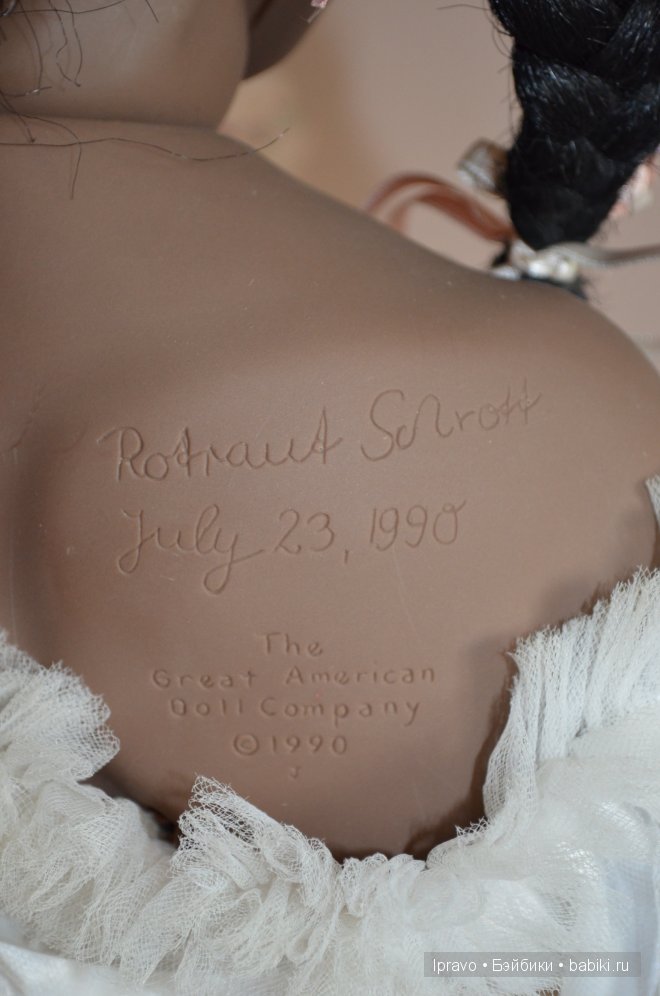 Rotraut Schrott
July 23, 1990
The
Great American
Doll Company
©1990
J
Ipravo • Бэйбики • babiki.ru